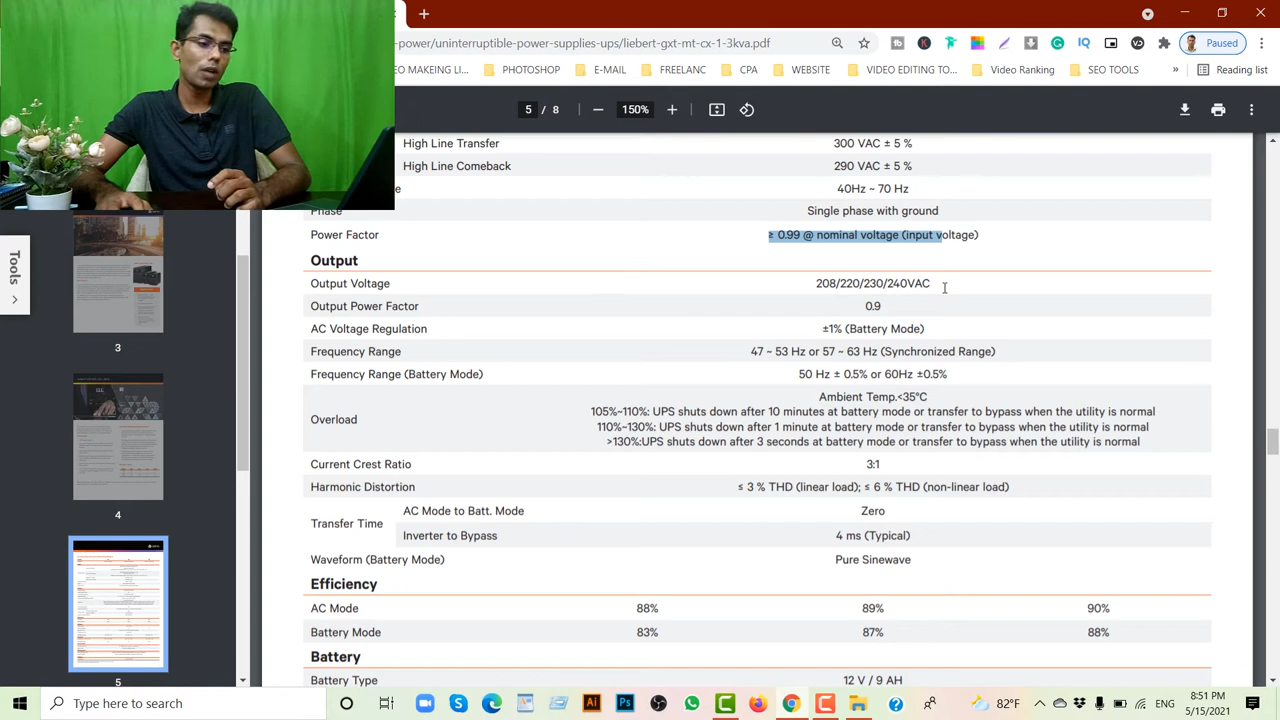 -power/uninterruptible-power-supplies-ups/liebert-gxt-mt-cx-1-3kva.pdf
Paused
EO MAKEING LI...
PHOTOSH
E-MAIL
FREELANC
CPA
WEBSITE
VIDEO EDITING TO...
Video Ranking
SEO TOOLS
»
Reading list
5 / 8
150%
High Line Transfer 300 VAC ± 5 %
High Line Comeback 290 VAC ± 5 %
40Hz ~ 70 Hz
Phase Single phase with ground
Power Factor ≥ 0.99 @ nominal voltage (input voltage)
Output
Output Voltage 208/220/230/240VAC
Output Power Factor 0.9
AC Voltage Regulation ±1% (Battery Mode)
Frequency Range 47 ~ 53 Hz or 57 ~ 63 Hz (Synchronized Range)
Frequency Range (Battery Mode) Hz ± 0.5% or 60Hz ±0.5%
Ambient Temp.<35°C
Overload
105%~110%: UPS shuts down after 10 minutes at battery mode or transfer to bypass when the utility is normal
110%~130%: UPS shuts down after 1 minute at battery mode or transfer to bypass when the utility is normal
>130%:UPS shuts down after 3 seconds at battery mode or transfer to bypass when the utility is normal
Current Crest Ratio 3:1
Harmonic Distortion ≤ 3 % THD (linear load); ≤ 6 % THD (non-linear load)
Transfer Time
AC Mode to Batt. Mode Zero
Inverter to Bypass 4 ms (Typical)
Waveform (Battery Mode) Pure Sinewave
Efficiency
AC Mode 88% 89% 90%
Battery Mode 83% 87% 88%
Battery
Battery Type 12 V / 9 AH
Tools
3
4
5
Type here to search
82°F
ENG
8:51 PM
5/15/2021